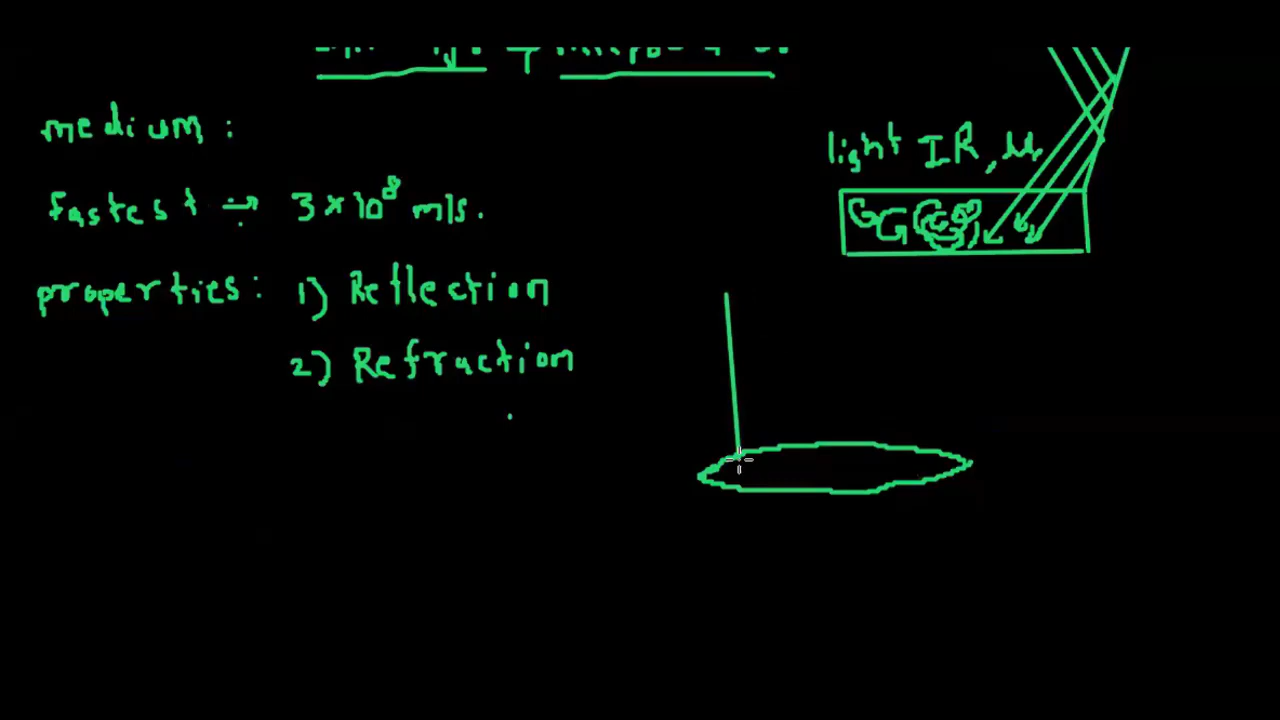 medium :
fastest → 3 × 10⁸ m/s.
properties : 1) Reflection
2) Refraction
light IR,